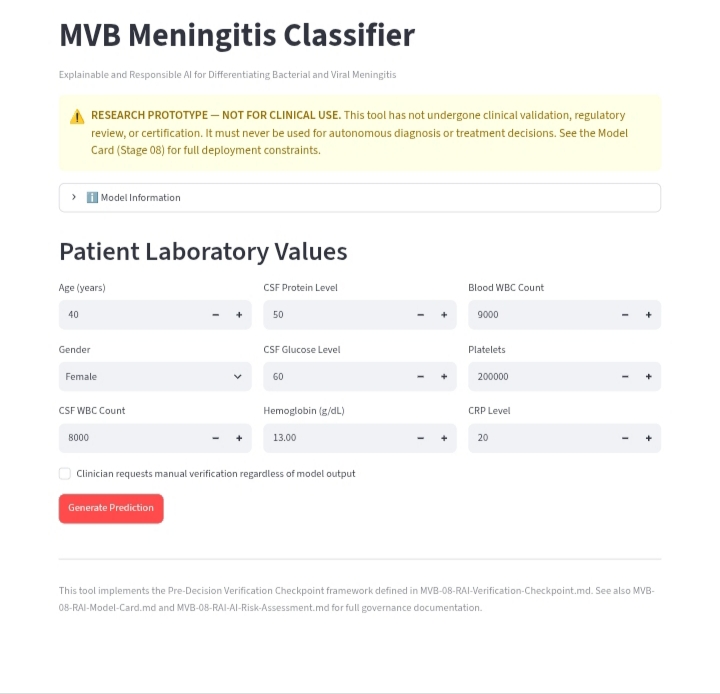 MVB Meningitis Classifier
Explainable and Responsible AI for Differentiating Bacterial and Viral Meningitis
⚠️ RESEARCH PROTOTYPE — NOT FOR CLINICAL USE. This tool has not undergone clinical validation, regulatory
review, or certification. It must never be used for autonomous diagnosis or treatment decisions. See the Model
Card (Stage 08) for full deployment constraints.
ℹ️ Model Information
Patient Laboratory Values
Age (years) CSF Protein Level Blood WBC Count
40 − + 50 − + 9000 − +
Gender CSF Glucose Level Platelets
Female 60 − + 200000 − +
CSF WBC Count Hemoglobin (g/dL) CRP Level
8000 − + 13.00 − + 20 − +
Clinician requests manual verification regardless of model output
Generate Prediction
This tool implements the Pre-Decision Verification Checkpoint framework defined in MVB-08-RAI-Verification-Checkpoint.md. See also MVB-
08-RAI-Model-Card.md and MVB-08-RAI-AI-Risk-Assessment.md for full governance documentation.